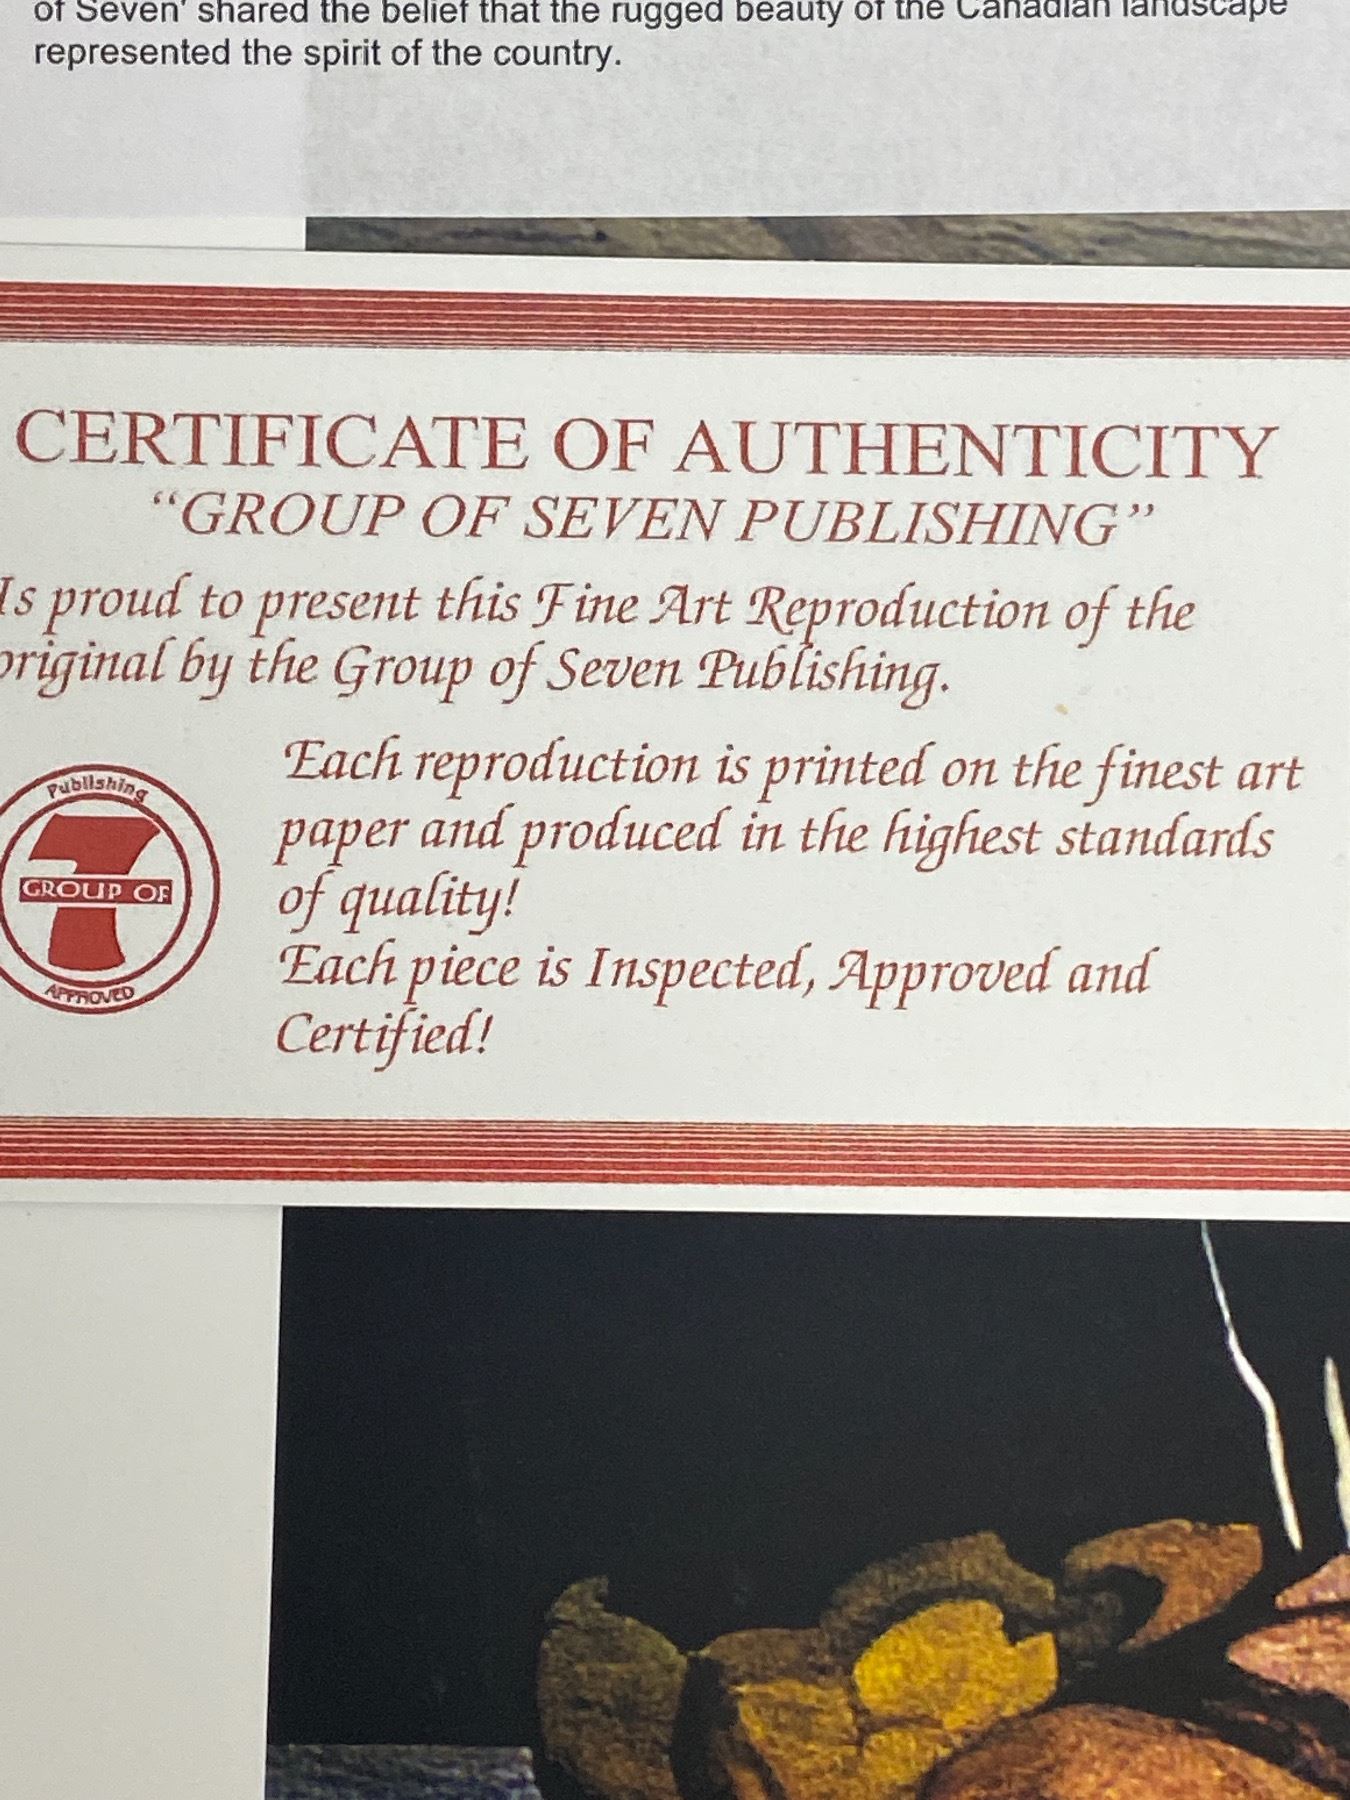 of Seven' shared the belief that the rugged beauty of the Canadian landscape
represented the spirit of the country.
CERTIFICATE OF AUTHENTICITY
“GROUP OF SEVEN PUBLISHING”
Is proud to present this Fine Art Reproduction of the
original by the Group of Seven Publishing.
Each reproduction is printed on the finest art
paper and produced in the highest standards
of quality!
Each piece is Inspected, Approved and
Certified!
Publishing
7
GROUP OF
APPROVED